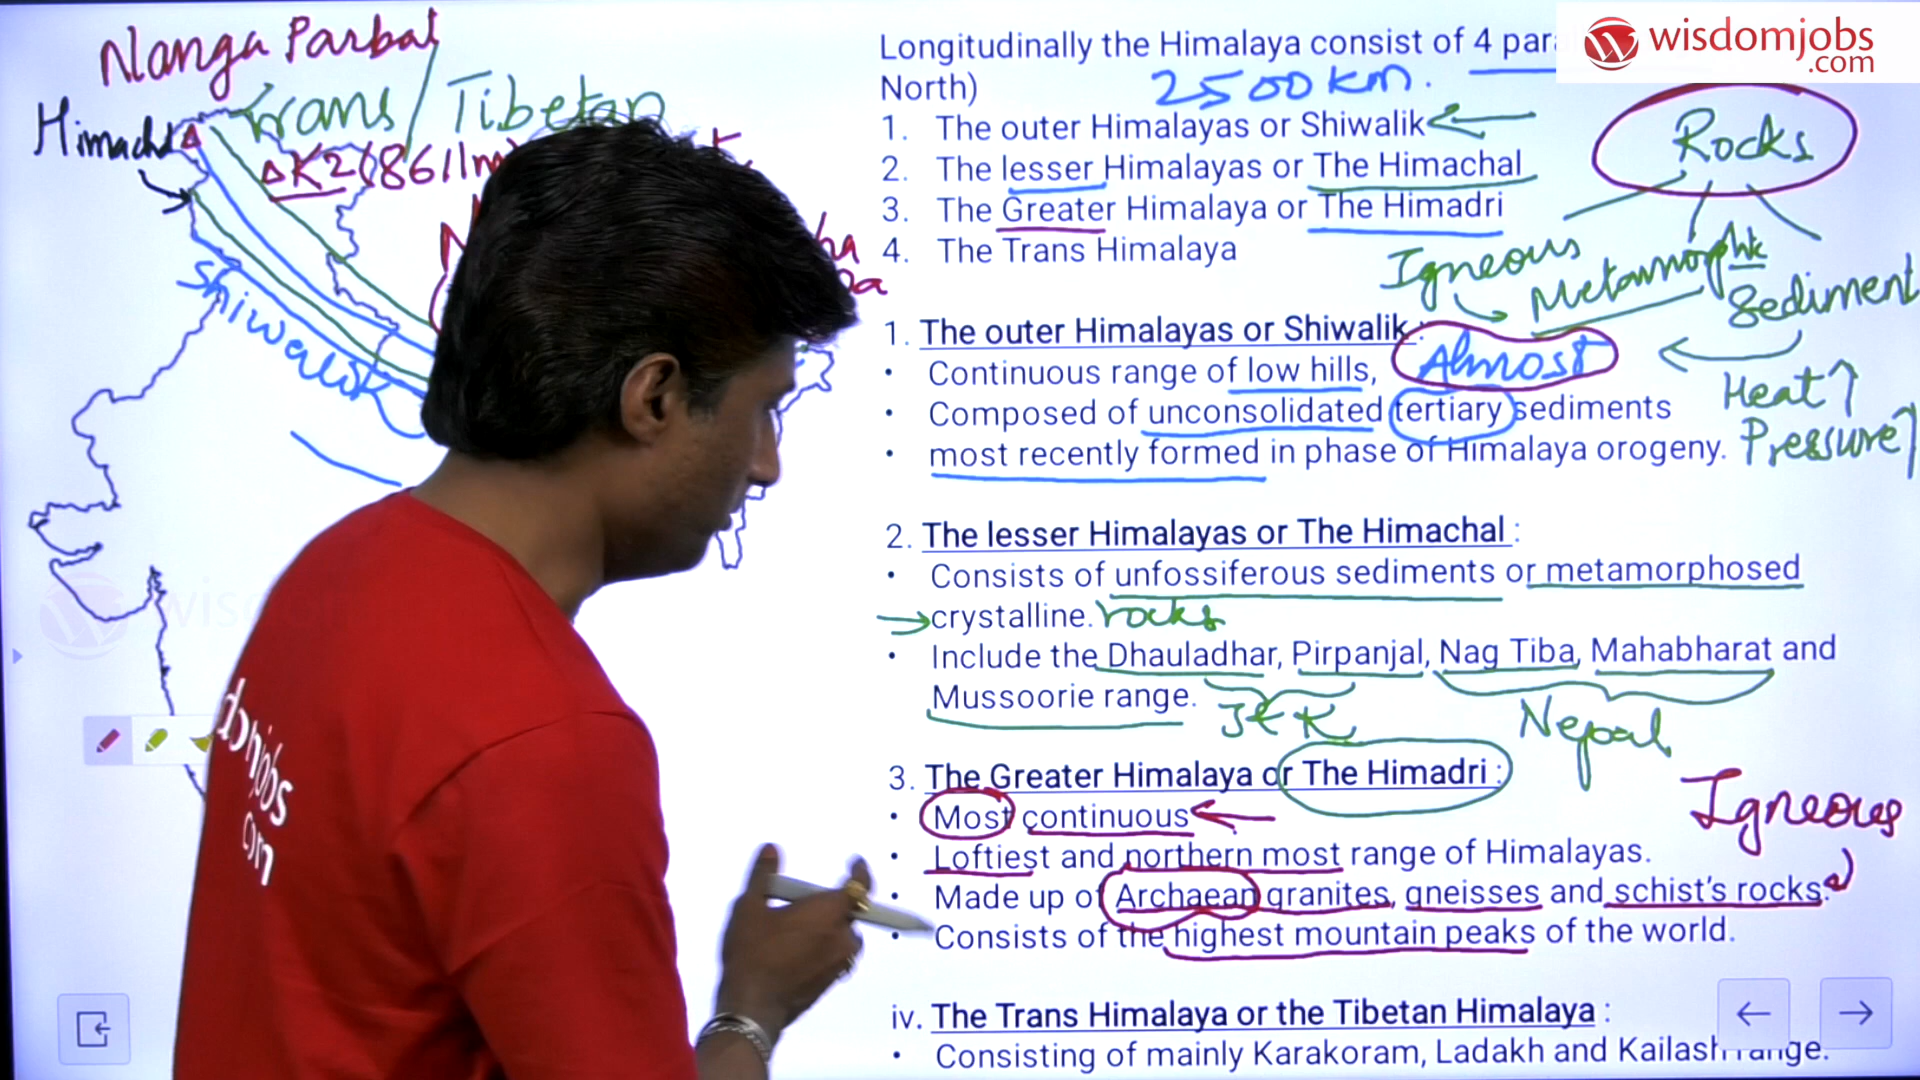 Nanga Parbat
Himachal
Trans/Tibetan
K2 (8611m)
Shiwalik
wisdomjobs
.com
Longitudinally the Himalaya consist of 4
North)
2500 km.
1. The outer Himalayas or Shiwalik
2. The lesser Himalayas or The Himachal
3. The Greater Himalaya or The Himadri
4. The Trans Himalaya
Rocks
Igneous
Metamorphic
Sediment
Heat↑
Pressure↑
1. The outer Himalayas or Shiwalik :
• Continuous range of low hills, Almost
• Composed of unconsolidated tertiary sediments
• most recently formed in phase of Himalaya orogeny.
2. The lesser Himalayas or The Himachal :
• Consists of unfossiferous sediments or metamorphosed
crystalline. rocks
• Include the Dhauladhar, Pirpanjal, Nag Tiba, Mahabharat and
Mussoorie range.
J&K
Nepal
3. The Greater Himalaya or The Himadri :
• Most continuous
• Loftiest and northern most range of Himalayas.
• Made up of Archaean granites, gneisses and schist's rocks.
Igneous
• Consists of the highest mountain peaks of the world.
iv. The Trans Himalaya or the Tibetan Himalaya :
• Consisting of mainly Karakoram, Ladakh and Kailash range.